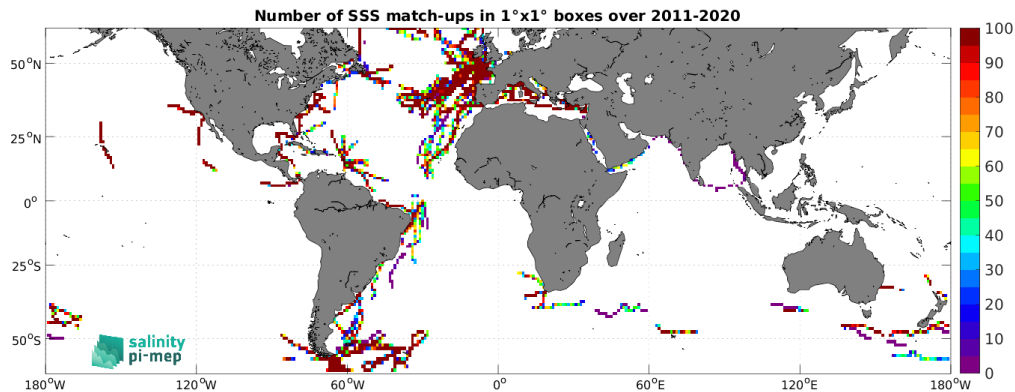 Number of SSS match-ups in 1°x1° boxes over 2011-2020
50°N
25°N
0°
25°S
50°S
180°W
120°W
60°W
0°
60°E
120°E
180°W
100
90
80
70
60
50
40
30
20
10
0
salinity
pi-mep